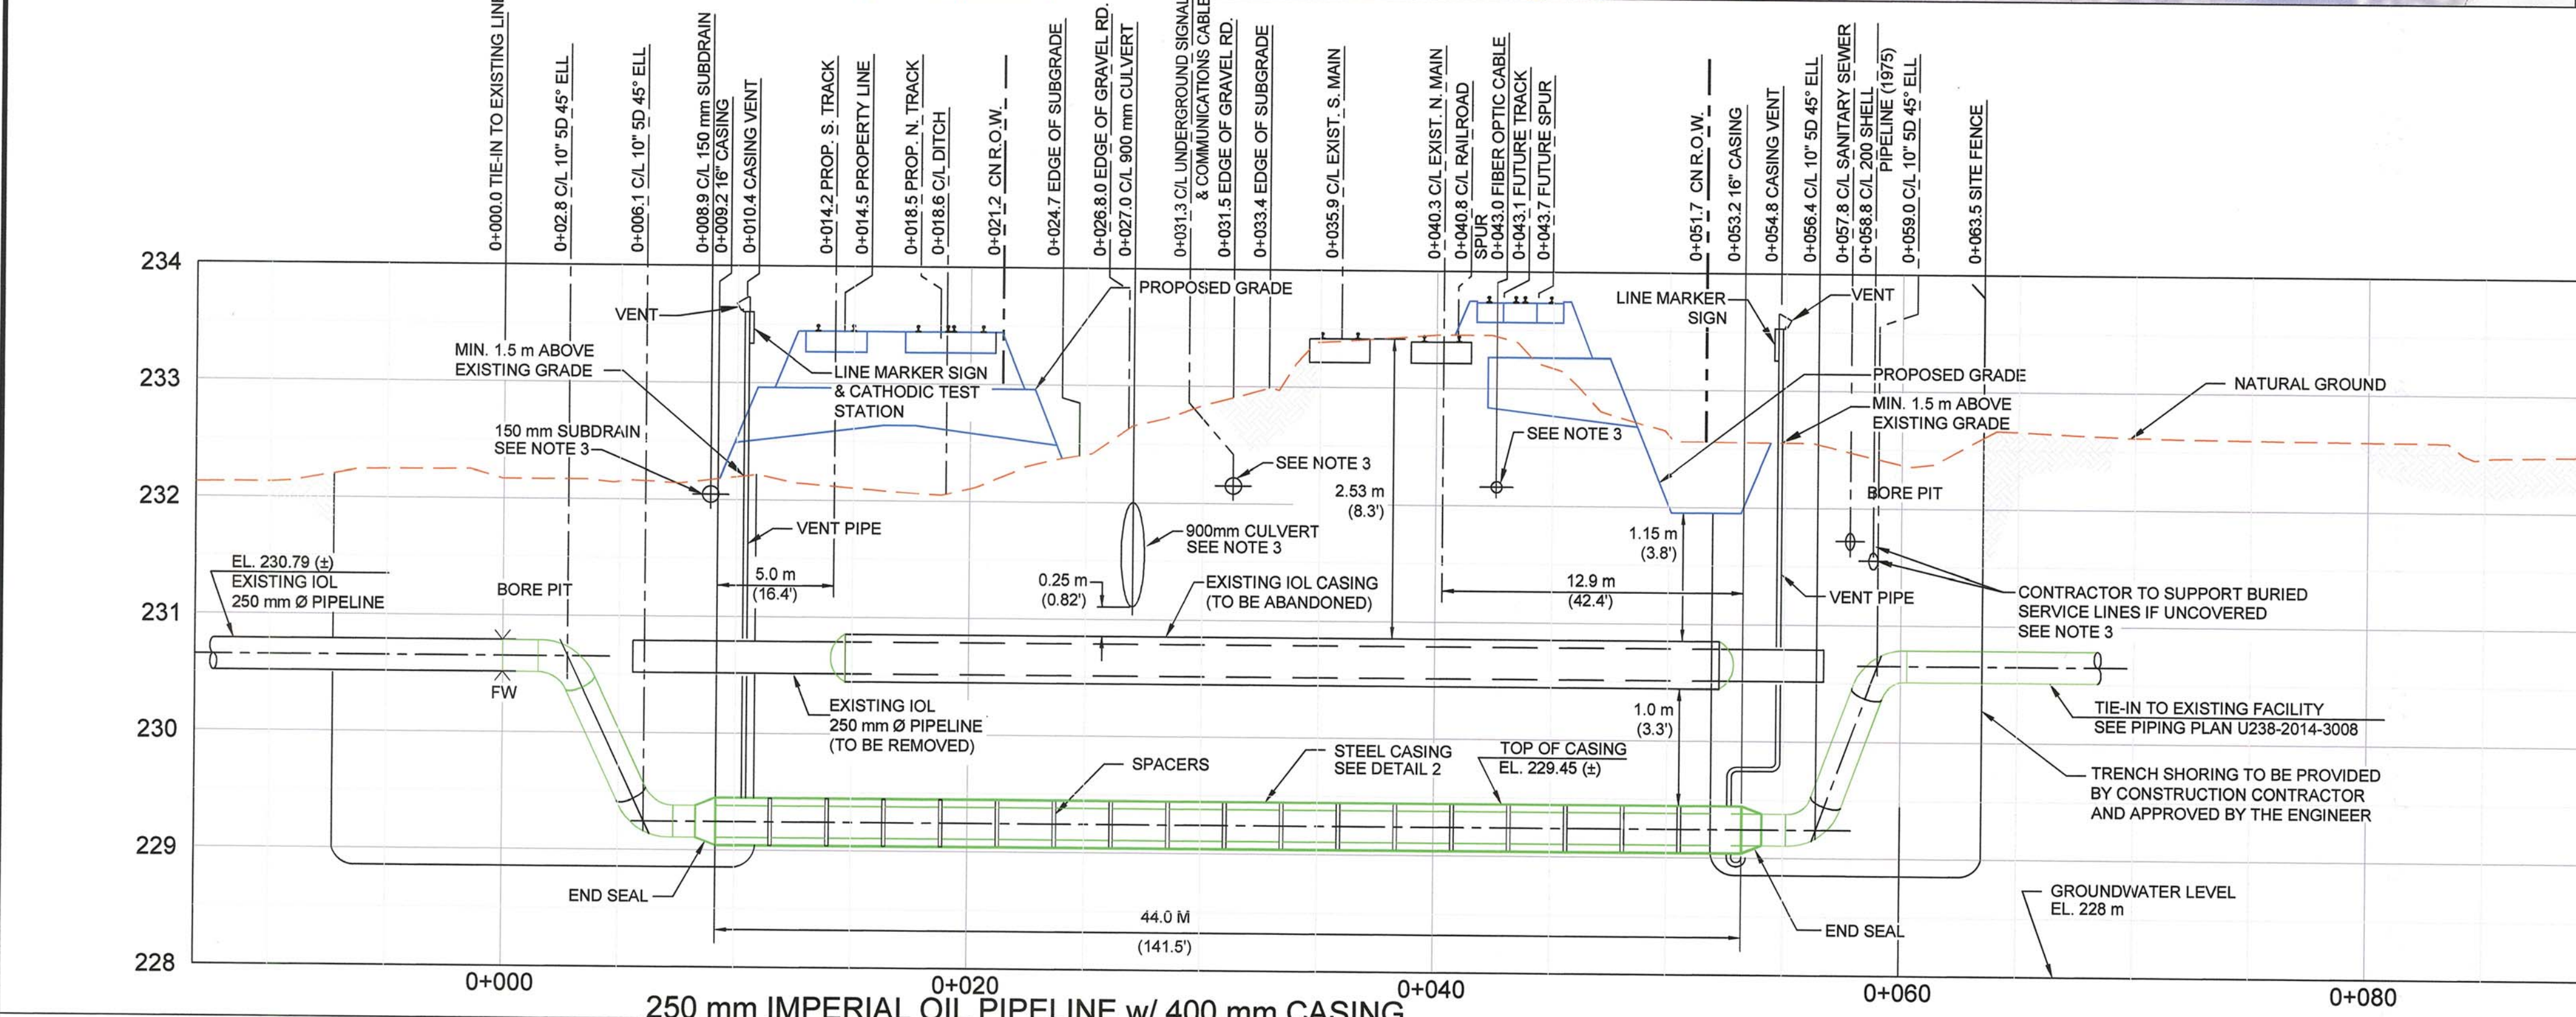 0+000.0 TIE-IN TO EXISTING LINE
0+02.8 C/L 10" 5D 45° ELL
0+006.1 C/L 10" 5D 45° ELL
0+008.9 C/L 150 mm SUBDRAIN
0+009.2 16" CASING
0+010.4 CASING VENT
0+014.2 PROP. S. TRACK
0+014.5 PROPERTY LINE
0+018.5 PROP. N. TRACK
0+018.6 C/L DITCH
0+021.2 CN R.O.W.
0+024.7 EDGE OF SUBGRADE
0+026.8.0 EDGE OF GRAVEL RD.
0+027.0 C/L 900 mm CULVERT
0+031.3 C/L UNDERGROUND SIGNAL
& COMMUNICATIONS CABLE
0+031.5 EDGE OF GRAVEL RD.
0+033.4 EDGE OF SUBGRADE
0+035.9 C/L EXIST. S. MAIN
0+040.3 C/L EXIST. N. MAIN
0+040.8 C/L RAILROAD
SPUR
0+043.0 FIBER OPTIC CABLE
0+043.1 FUTURE TRACK
0+043.7 FUTURE SPUR
0+051.7 CN R.O.W.
0+053.2 16" CASING
0+054.8 CASING VENT
0+056.4 C/L 10" 5D 45° ELL
0+057.8 C/L SANITARY SEWER
0+058.8 C/L 200 SHELL
PIPELINE (1975)
0+059.0 C/L 10" 5D 45° ELL
0+063.5 SITE FENCE
234
233
232
231
230
229
228
VENT
PROPOSED GRADE
LINE MARKER
SIGN
VENT
MIN. 1.5 m ABOVE
EXISTING GRADE
LINE MARKER SIGN
& CATHODIC TEST
STATION
PROPOSED GRADE
NATURAL GROUND
MIN. 1.5 m ABOVE
EXISTING GRADE
150 mm SUBDRAIN
SEE NOTE 3
SEE NOTE 3
SEE NOTE 3
2.53 m
(8.3')
BORE PIT
VENT PIPE
900mm CULVERT
SEE NOTE 3
1.15 m
(3.8')
EL. 230.79 (±)
EXISTING IOL
250 mm Ø PIPELINE
BORE PIT
5.0 m
(16.4')
0.25 m
(0.82')
EXISTING IOL CASING
(TO BE ABANDONED)
12.9 m
(42.4')
VENT PIPE
CONTRACTOR TO SUPPORT BURIED
SERVICE LINES IF UNCOVERED
SEE NOTE 3
FW
EXISTING IOL
250 mm Ø PIPELINE
(TO BE REMOVED)
1.0 m
(3.3')
TIE-IN TO EXISTING FACILITY
SEE PIPING PLAN U238-2014-3008
SPACERS
STEEL CASING
SEE DETAIL 2
TOP OF CASING
EL. 229.45 (±)
TRENCH SHORING TO BE PROVIDED
BY CONSTRUCTION CONTRACTOR
AND APPROVED BY THE ENGINEER
END SEAL
44.0 M
(141.5')
END SEAL
GROUNDWATER LEVEL
EL. 228 m
0+000
0+020
0+040
0+060
0+080
250 mm IMPERIAL OIL PIPELINE w/ 400 mm CASING